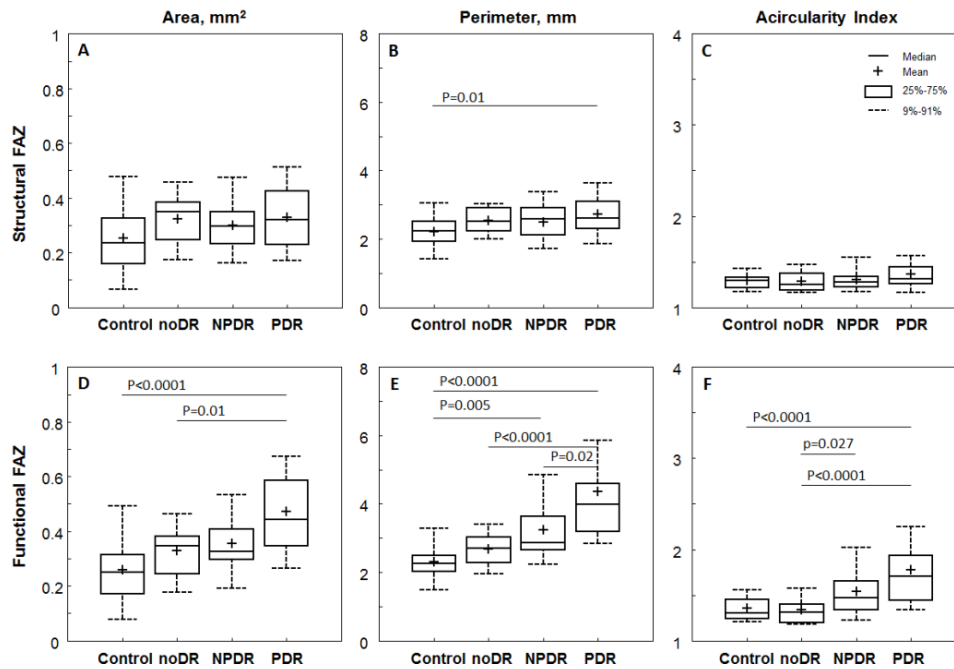 Area, mm²
Perimeter, mm
Acircularity Index
Structural FAZ
A
1
0.8
0.6
0.4
0.2
0
Control noDR NPDR PDR
B
8
6
4
2
0
P=0.01
Control noDR NPDR PDR
C
4
3
2
1
Median
Mean
25%-75%
9%-91%
Control noDR NPDR PDR
Functional FAZ
D
1
0.8
0.6
0.4
0.2
0
P<0.0001
P=0.01
Control noDR NPDR PDR
E
8
6
4
2
0
P<0.0001
P=0.005
P<0.0001
P=0.02
Control noDR NPDR PDR
F
4
3
2
1
P<0.0001
p=0.027
P<0.0001
Control noDR NPDR PDR